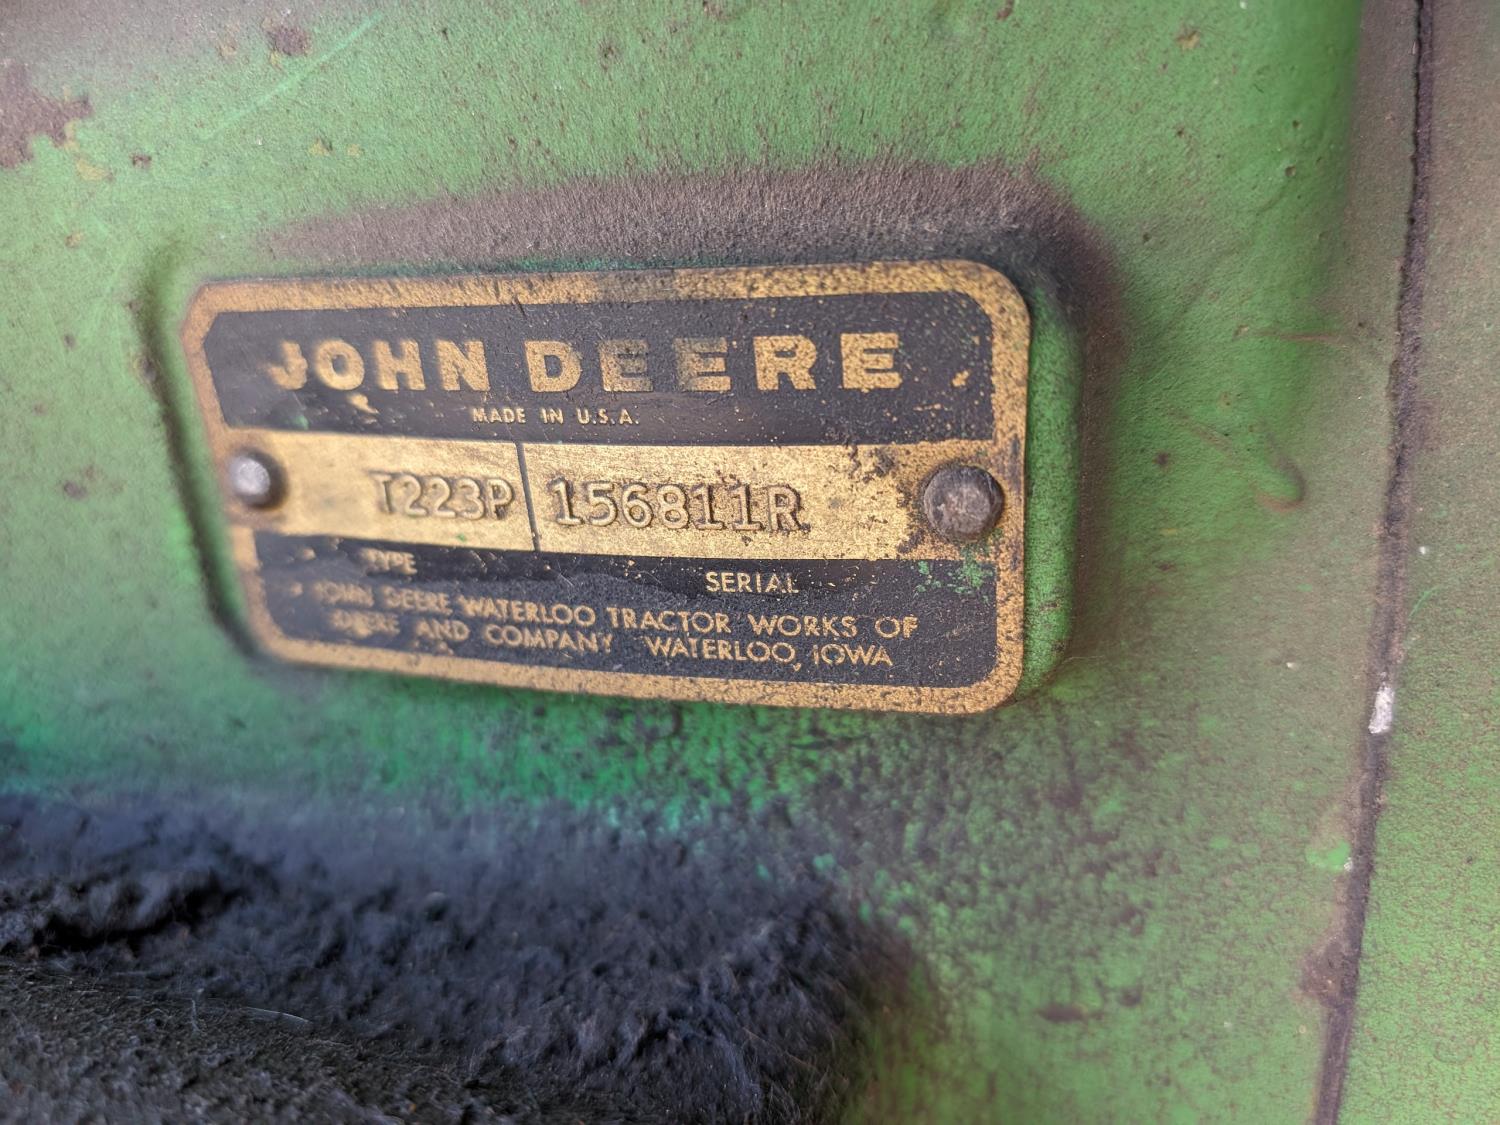 JOHN DEERE
MADE IN U.S.A.
T223P 156811R
TYPE SERIAL
JOHN DEERE WATERLOO TRACTOR WORKS OF
DEERE AND COMPANY WATERLOO, IOWA